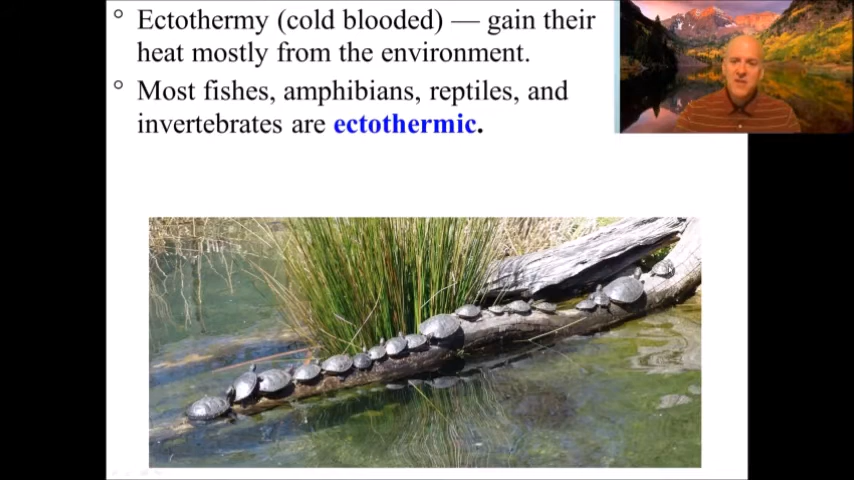 ° Ectothermy (cold blooded) — gain their
heat mostly from the environment.
° Most fishes, amphibians, reptiles, and
invertebrates are ectothermic.